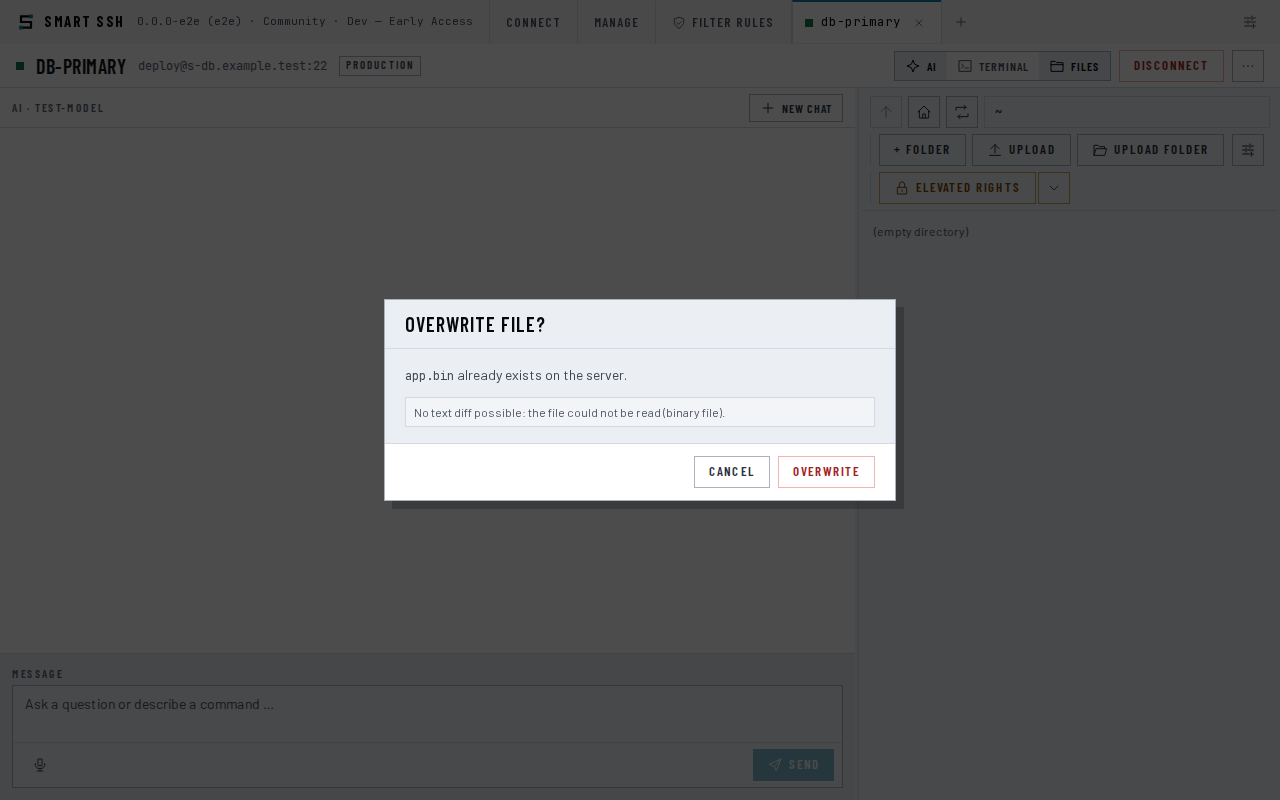 SMART SSH 0.0.0-e2e (e2e) · Community · Dev — Early Access CONNECT MANAGE FILTER RULES db-primary
DB-PRIMARY deploy@s-db.example.test:22 PRODUCTION AI TERMINAL FILES DISCONNECT ...
AI · TEST-MODEL NEW CHAT
~
+ FOLDER UPLOAD UPLOAD FOLDER
ELEVATED RIGHTS
(empty directory)
OVERWRITE FILE?
app.bin already exists on the server.
No text diff possible: the file could not be read (binary file).
CANCEL OVERWRITE
MESSAGE
Ask a question or describe a command ...
SEND